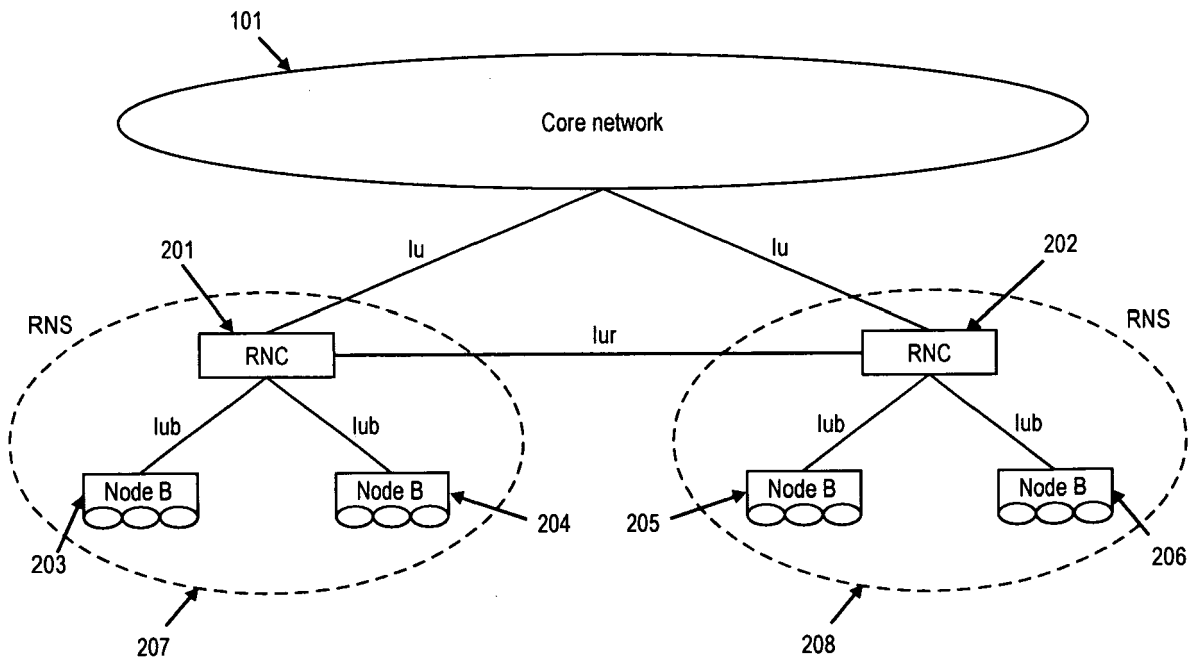 101
Core network
201
Iu
Iu
202
RNS
RNS
RNC
Iur
RNC
Iub
Iub
Iub
Iub
Node B
Node B
Node B
Node B
203
204
205
206
207
208